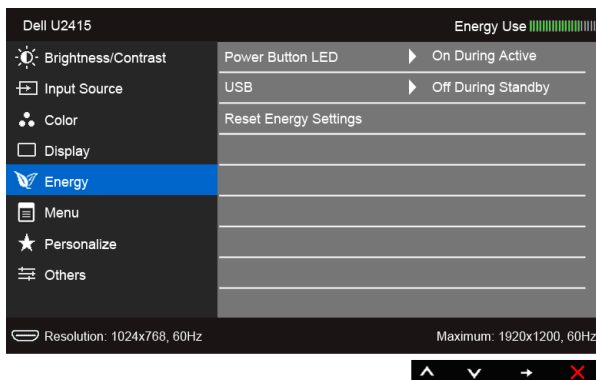 Dell U2415 Energy Use
Brightness/Contrast Power Button LED On During Active
Input Source USB Off During Standby
Color Reset Energy Settings
Display
Energy
Menu
Personalize
Others
Resolution: 1024x768, 60Hz Maximum: 1920x1200, 60Hz